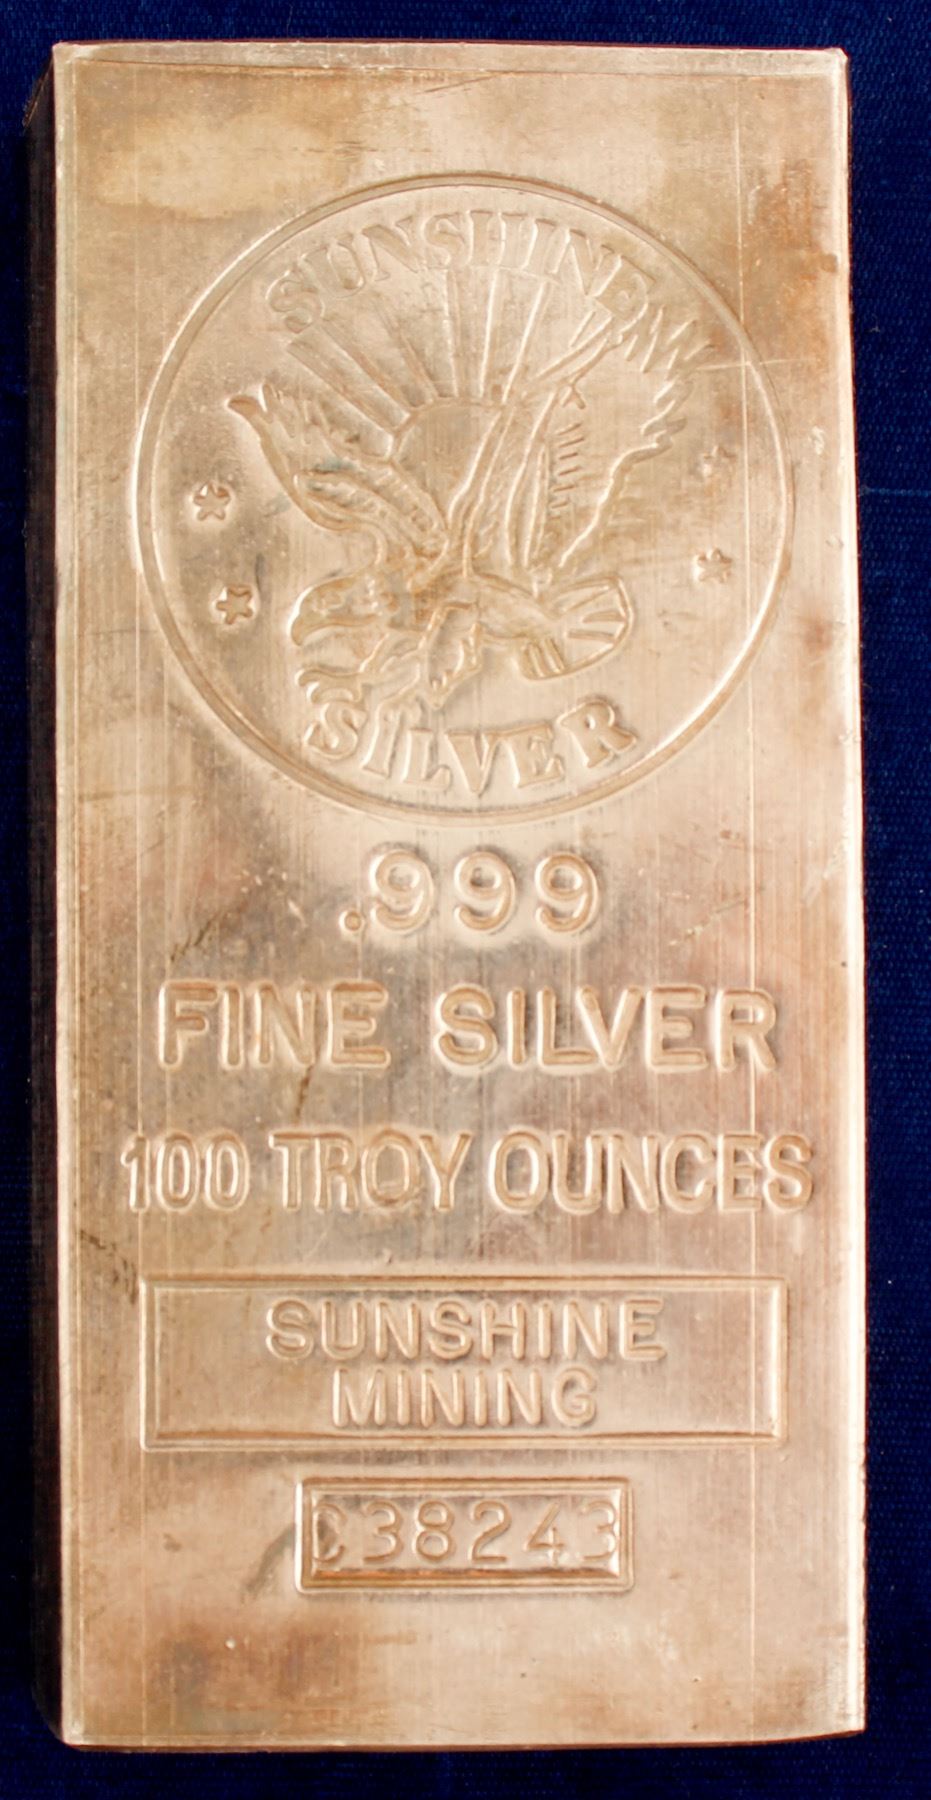 SUNSHINE
SILVER
.999
FINE SILVER
100 TROY OUNCES
SUNSHINE
MINING
C38243